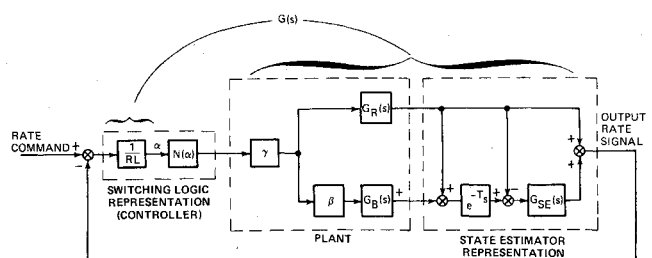 G(s)
RATE
COMMAND
+
−
1
RL
α
N(α)
SWITCHING LOGIC
REPRESENTATION
(CONTROLLER)
γ
G_R(s)
β
G_B(s)
+
PLANT
+
e^-Ts
+
−
G_SE(s)
+
+
OUTPUT
RATE
SIGNAL
STATE ESTIMATOR
REPRESENTATION